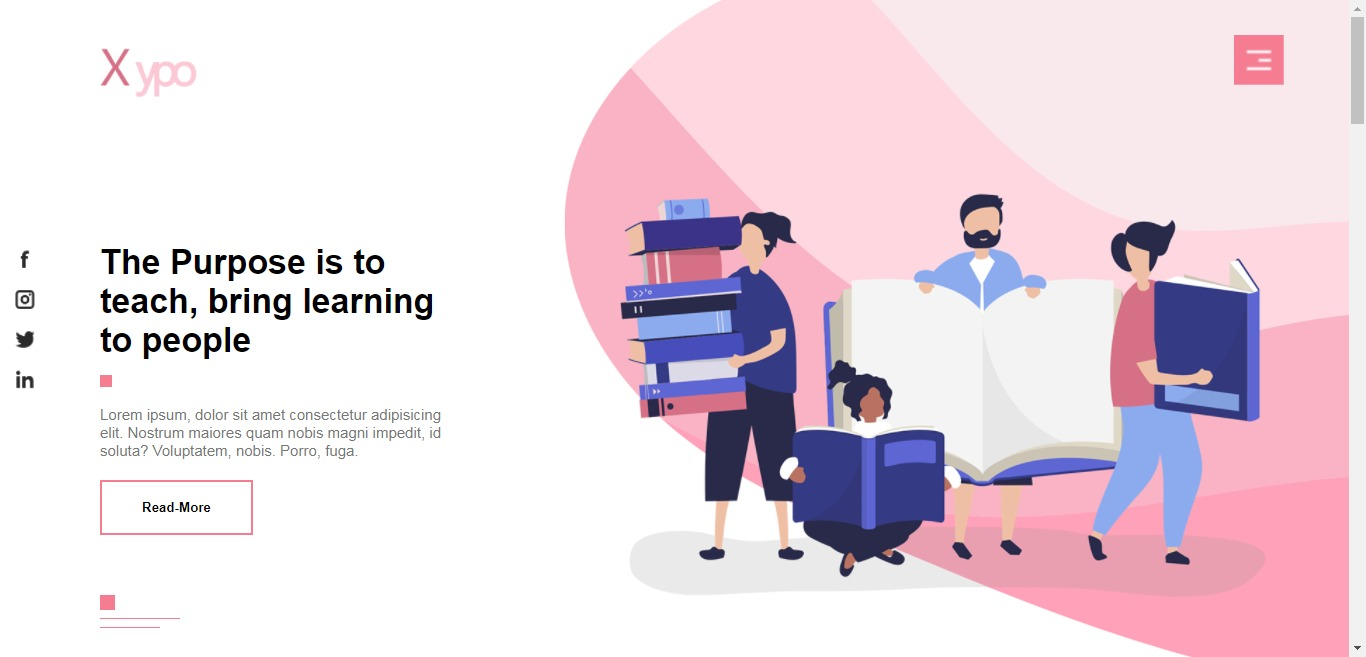 X ypo
The Purpose is to
teach, bring learning
to people
Lorem ipsum, dolor sit amet consectetur adipisicing
elit. Nostrum maiores quam nobis magni impedit, id
soluta? Voluptatem, nobis. Porro, fuga.
Read-More